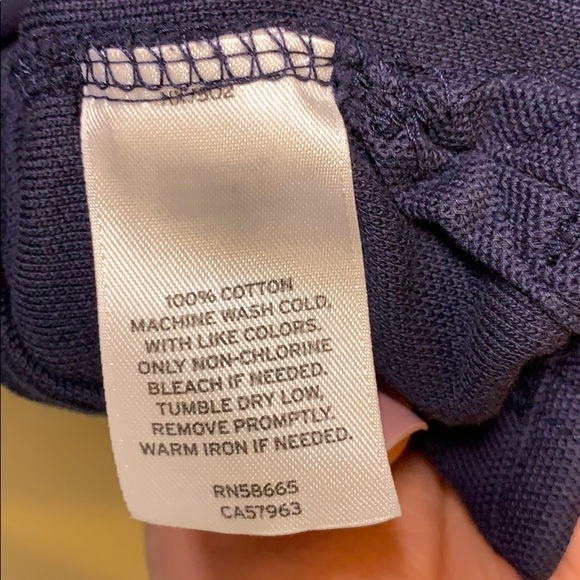 100% COTTON
MACHINE WASH COLD,
WITH LIKE COLORS.
ONLY NON-CHLORINE
BLEACH IF NEEDED.
TUMBLE DRY LOW,
REMOVE PROMPTLY.
WARM IRON IF NEEDED.
RN58665
CA57963